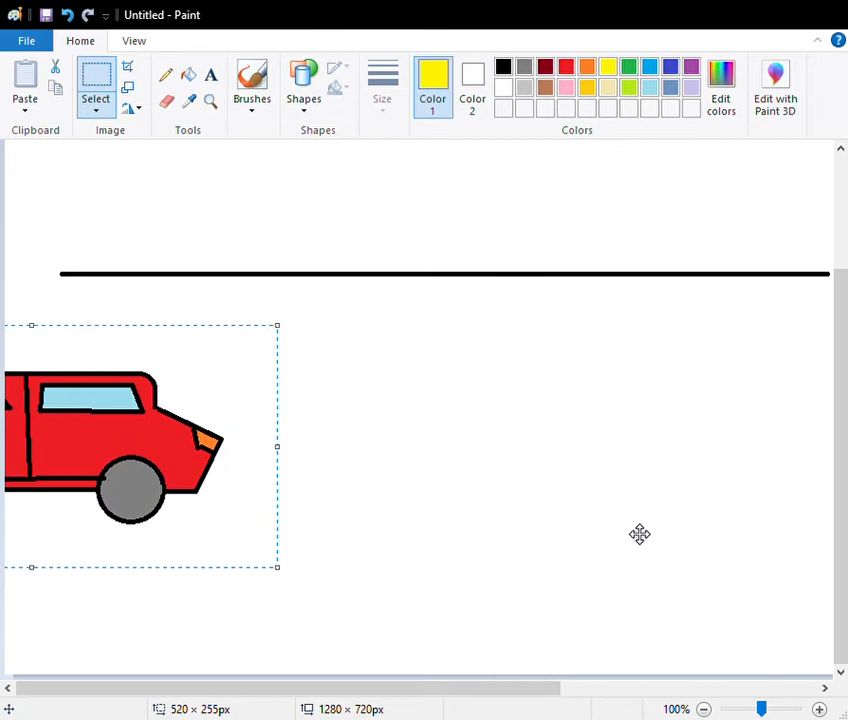 Untitled - Paint
File Home View
Paste Select Brushes Shapes Size Color 1 Color 2 Edit colors Edit with Paint 3D
Clipboard Image Tools Shapes Colors
520 × 255px 1280 × 720px 100%